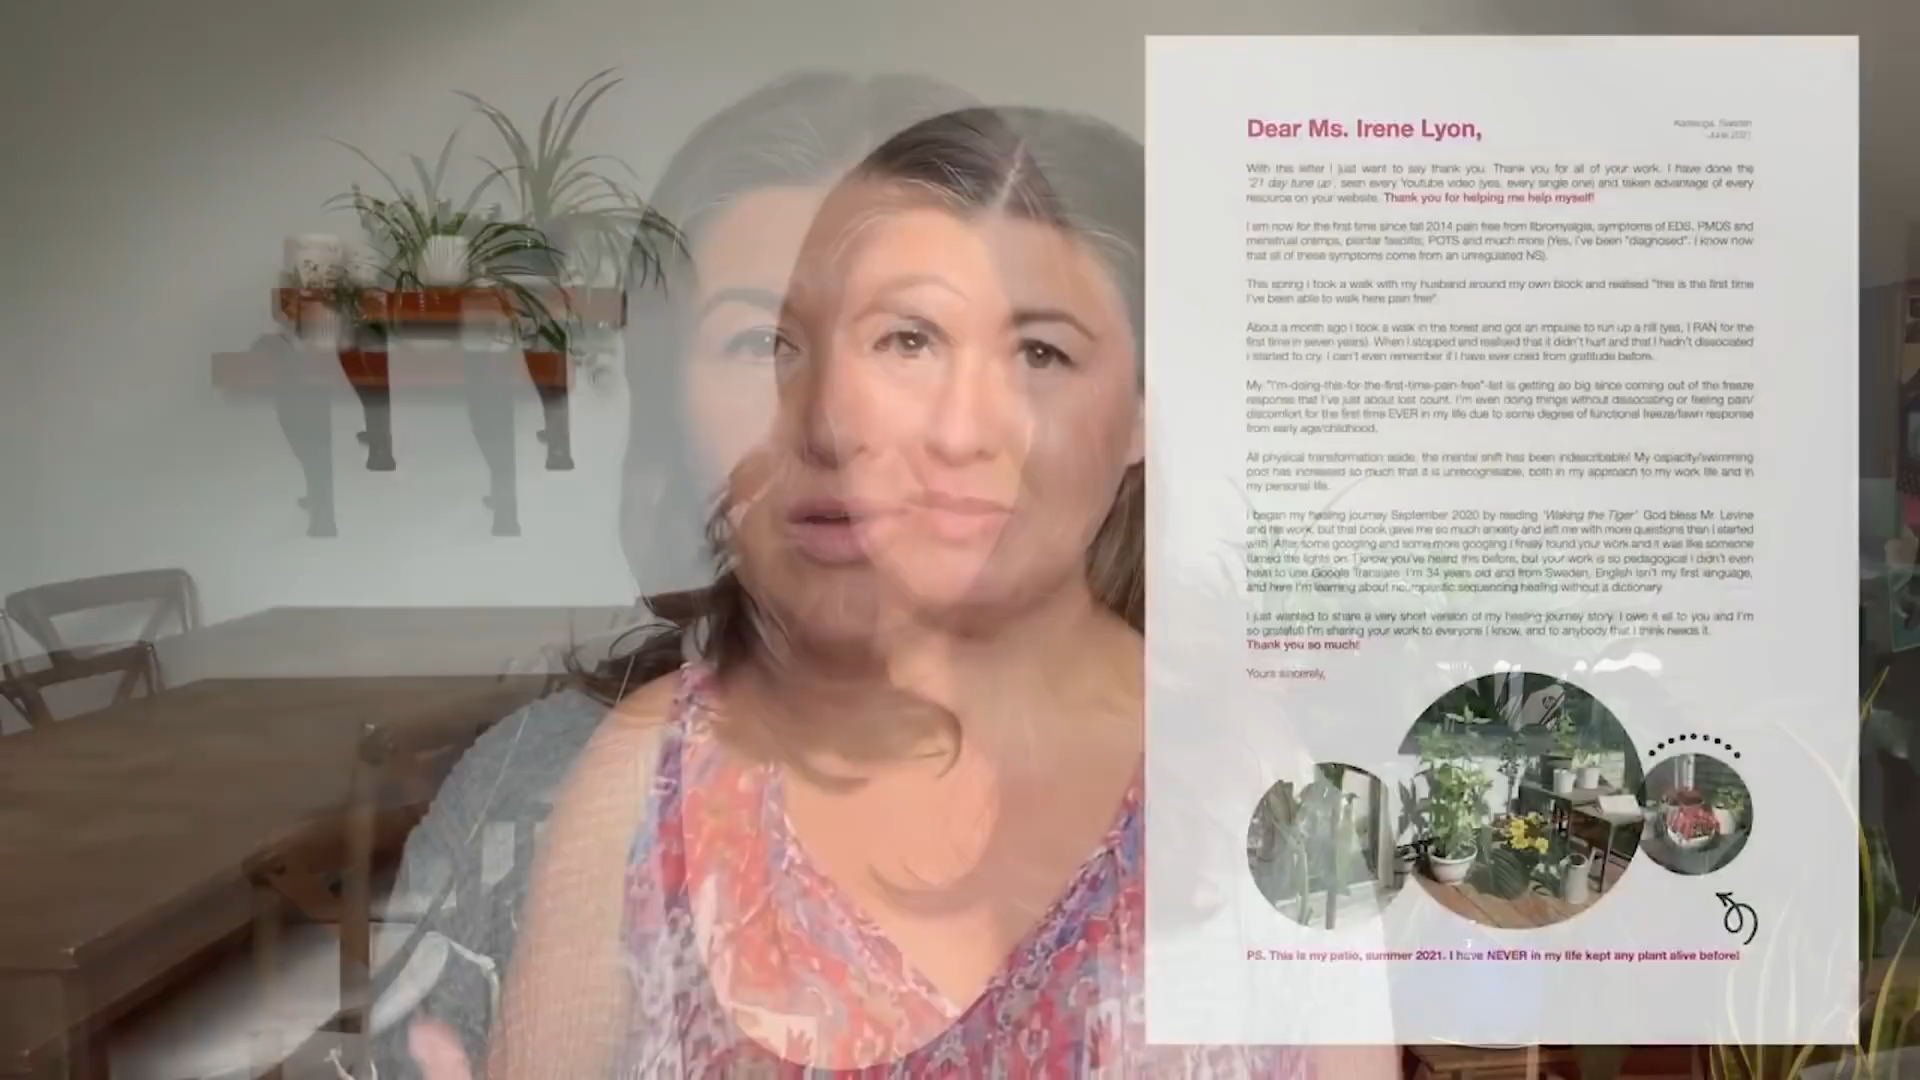 Dear Ms. Irene Lyon,
Sweden
June 2021
With this letter I just want to say thank you. Thank you for all of your work. I have done the
'21 day tune up', seen every Youtube video (yes, every single one) and taken advantage of every
resource on your website. Thank you for helping me help myself!
I am now for the first time since fall 2014 pain free from fibromyalgia, symptoms of EDS, PMDS and
menstrual cramps, plantar fasciitis, POTS and much more (Yes, I've been "diagnosed". I know now
that all of these symptoms come from an unregulated NS).
This spring I took a walk with my husband around my own block and realised "this is the first time
I've been able to walk here pain free"
About a month ago I took a walk in the forest and got an impulse to run up a hill (yes, I RAN for the
first time in seven years). When I stopped and realised that it didn't hurt and that I hadn't dissociated
I started to cry. I can't even remember if I have ever cried from gratitude before.
My "I'm-doing-this-for-the-first-time-pain-free"-list is getting so big since coming out of the freeze
response that I've just about lost count. I'm even doing things without dissociating or feeling pain/
discomfort for the first time EVER in my life due to some degree of functional freeze/fawn response
from early age/childhood.
All physical transformation aside, the mental shift has been indescribable! My capacity/swimming
pool has increased so much that it is unrecognisable, both in my approach to my work life and in
my personal life.
I began my healing journey September 2020 by reading 'Waking the Tiger' God bless Mr. Levine
and his work, but that book gave me so much anxiety and left me with more questions than I started
with. After some googling and some more googling I finally found your work and it was like someone
turned the lights on. I know you've heard this before, but your work is so pedagogical I didn't even
have to use Google Translate. I'm 34 years old and from Sweden, English isn't my first language,
and here I'm learning about neuroplastic sequencing healing without a dictionary.
I just wanted to share a very short version of my healing journey story. I owe it all to you and I'm
so grateful! I'm sharing your work to everyone I know, and to anybody that I think needs it.
Thank you so much!
Yours sincerely,
PS. This is my patio, summer 2021. I have NEVER in my life kept any plant alive before!